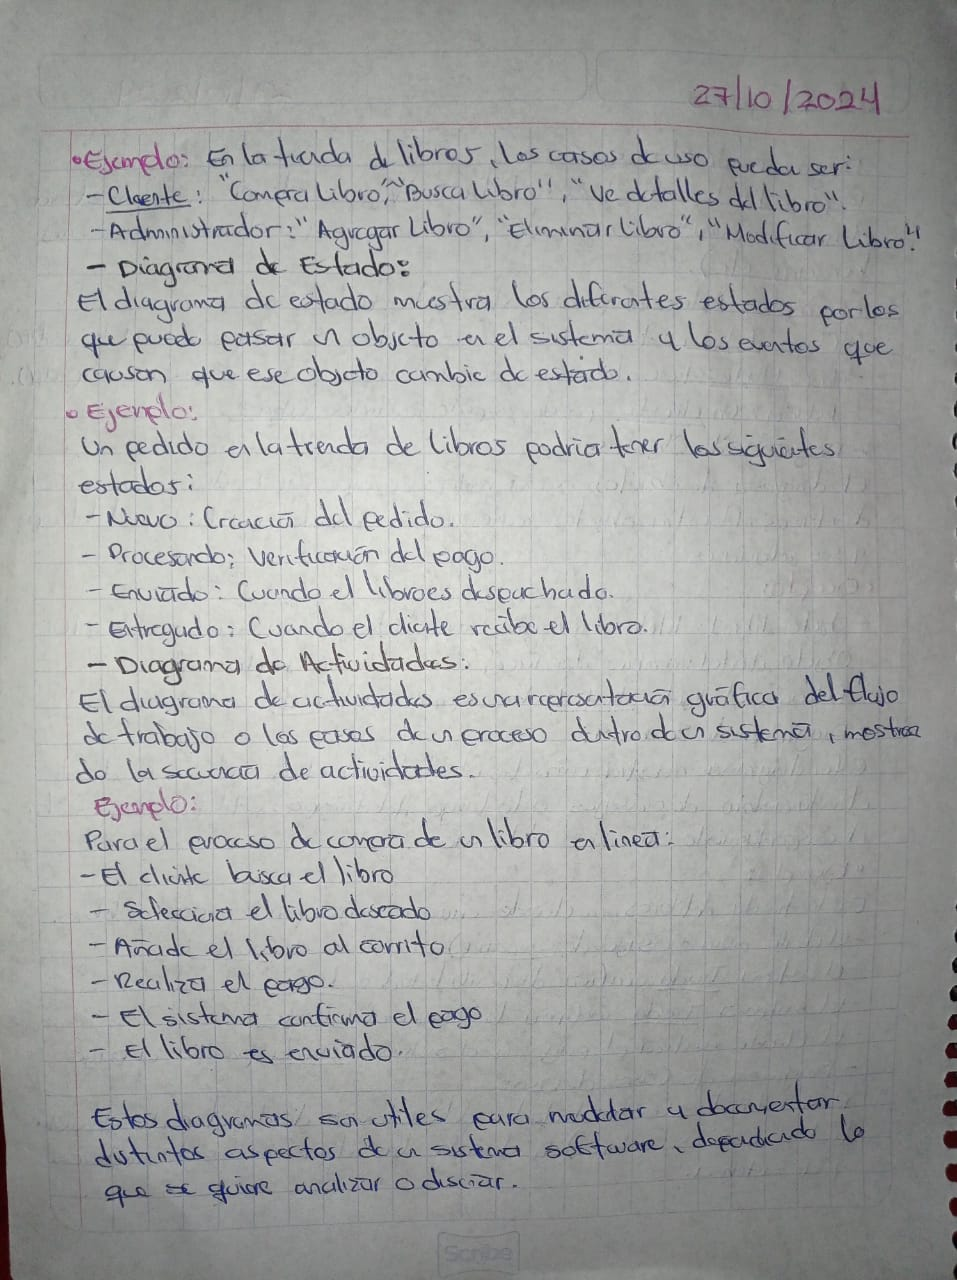 27/10/2024
• Ejemplo: En la tienda de libros, los casos de uso pueda ser:
- Cliente: "Compra Libro", "Busca Libro", "Ve detalles del libro".
- Administrador: "Agregar Libro", "Eliminar libro", "Modificar Libro".
- Diagrama de Estado:
El diagrama de estado muestra los diferentes estados por los
que puede pasar un objeto en el sistema y los eventos que
causan que ese objeto cambie de estado.
• Ejemplo:
Un pedido en la tienda de libros podria tener los siguientes
estados:
- Nuevo: Creación del pedido.
- Procesando: Verificación del pago.
- Enviado: Cuando el libro es despachado.
- Entregado: Cuando el cliente recibe el libro.
- Diagrama de Actividades:
El diagrama de actividades es una representación gráfica del flujo
de trabajo o los pasos de un proceso dentro de un sistema, mostran
do la secuencia de actividades.
Ejemplo:
Para el proceso de compra de un libro en linea:
- El cliente busca el libro
- Selecciona el libro deseado
- Añade el libro al carrito
- Realiza el pago.
- El sistema confirma el pago
- El libro es enviado.
Estos diagramas son utiles para modelar y documentar
distintos aspectos de un sistema software, dependiendo lo
que se quiere analizar o diseñar.
Scribe